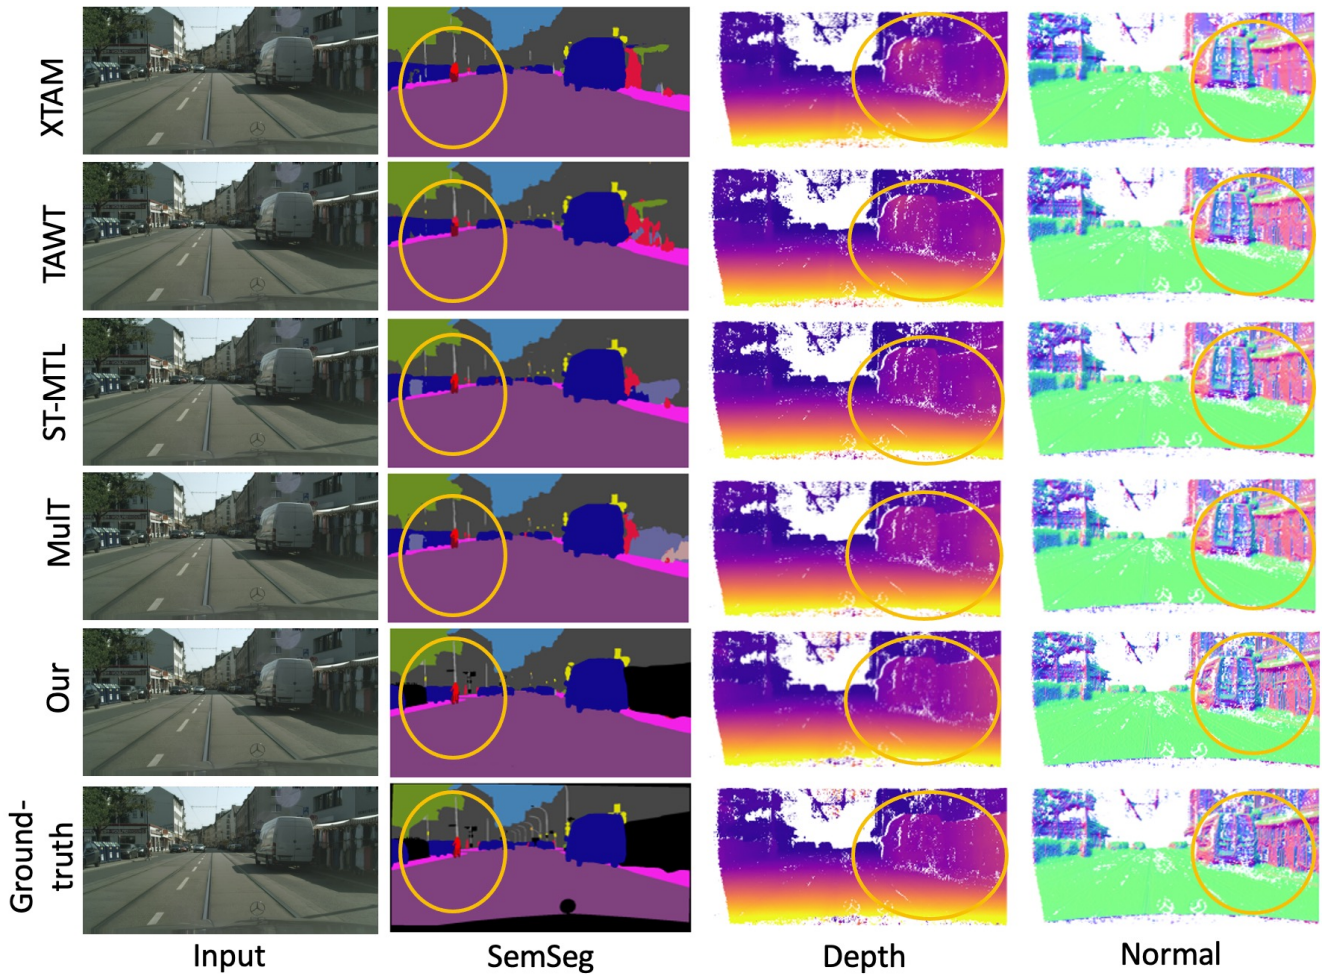 XTAM
TAWT
ST-MTL
MulT
Our
Ground-
truth
Input
SemSeg
Depth
Normal